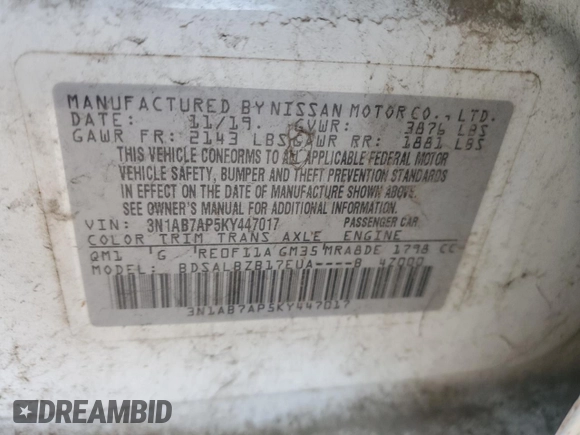 MANUFACTURED BY NISSAN MOTOR CO., LTD.
DATE: 11/19. GVWR: 3876 LBS
GAWR FR: 2143 LBS GAWR RR: 1881 LBS
THIS VEHICLE CONFORMS TO ALL APPLICABLE FEDERAL MOTOR
VEHICLE SAFETY, BUMPER AND THEFT PREVENTION STANDARDS
IN EFFECT ON THE DATE OF MANUFACTURE SHOWN ABOVE.
SEE OWNER'S MANUAL FOR ADDITIONAL INFORMATION.
VIN: 3N1AB7AP5KY447017 PASSENGER CAR
COLOR TRIM TRANS AXLE ENGINE
QM1 G RE0F11A GM35 MRA8DE 1798 CC
MODEL: BDSALBZB17EUA----B 47000
3N1AB7AP5KY447017
DREAMBID